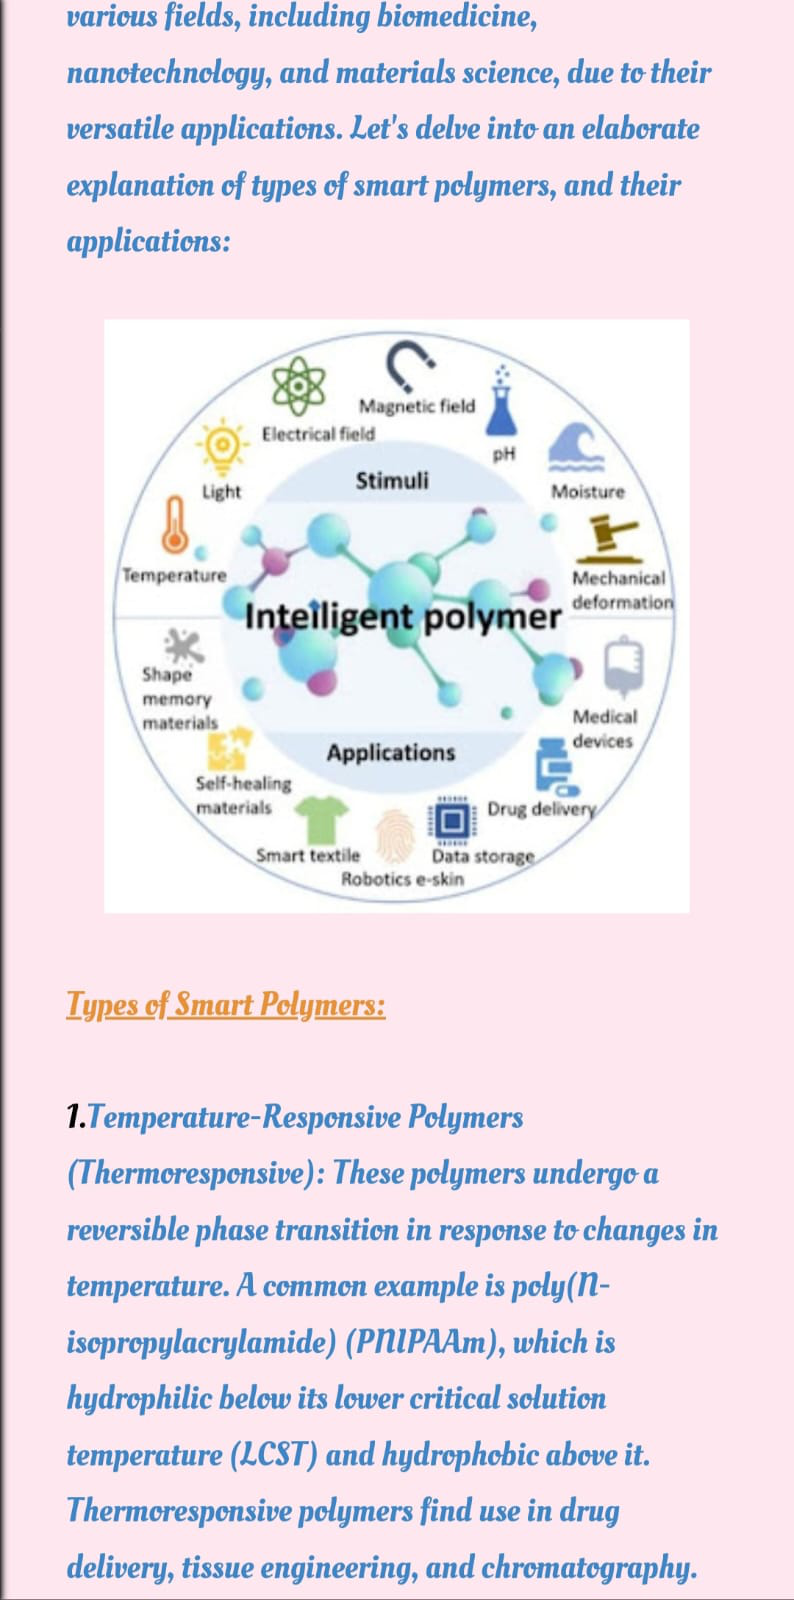 various fields, including biomedicine,
nanotechnology, and materials science, due to their
versatile applications. Let's delve into an elaborate
explanation of types of smart polymers, and their
applications:
Magnetic field
Electrical field
pH
Light
Stimuli
Moisture
Temperature
Mechanical
deformation
Inteiligent polymer
Shape
memory
materials
Medical
devices
Applications
Self-healing
materials
Drug delivery
Smart textile
Data storage
Robotics e-skin
Types of Smart Polymers:
1.Temperature-Responsive Polymers
(Thermoresponsive): These polymers undergo a
reversible phase transition in response to changes in
temperature. A common example is poly(N-
isopropylacrylamide) (PNIPAAm), which is
hydrophilic below its lower critical solution
temperature (LCST) and hydrophobic above it.
Thermoresponsive polymers find use in drug
delivery, tissue engineering, and chromatography.